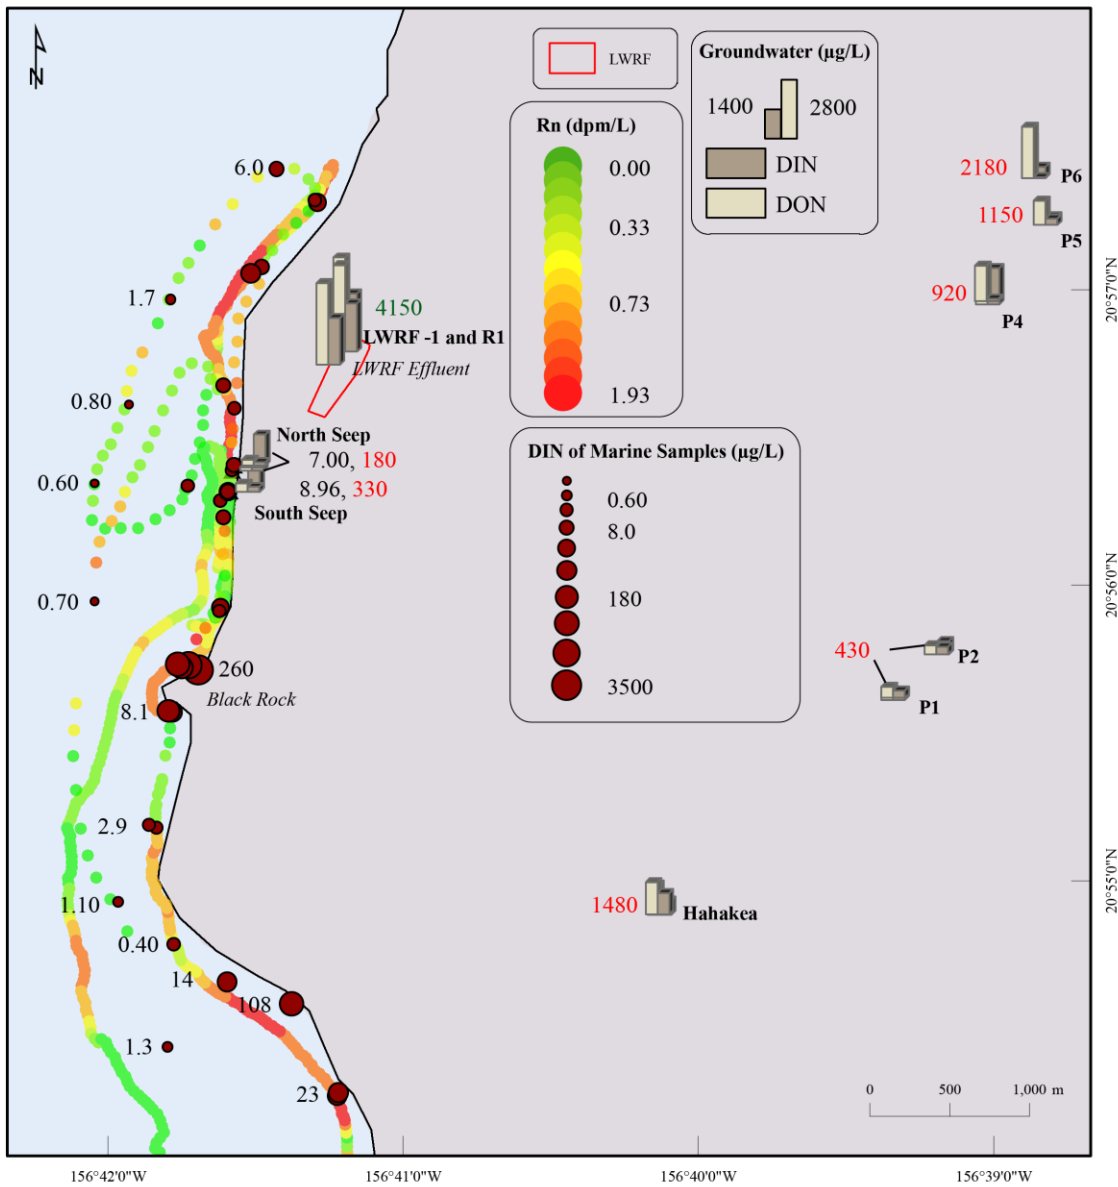 N
LWRF
Groundwater (µg/L)
1400
2800
DIN
DON
Rn (dpm/L)
0.00
0.33
0.73
1.93
DIN of Marine Samples (µg/L)
0.60
8.0
180
3500
6.0
1.7
0.80
0.60
0.70
4150
LWRF -1 and R1
LWRF Effluent
North Seep
7.00, 180
8.96, 330
South Seep
260
Black Rock
8.1
2.9
1.10
0.40
14
108
1.3
23
2180
P6
1150
P5
920
P4
430
P2
P1
1480
Hahakea
0 500 1,000 m
20°57'0"N
20°56'0"N
20°55'0"N
156°42'0"W 156°41'0"W 156°40'0"W 156°39'0"W